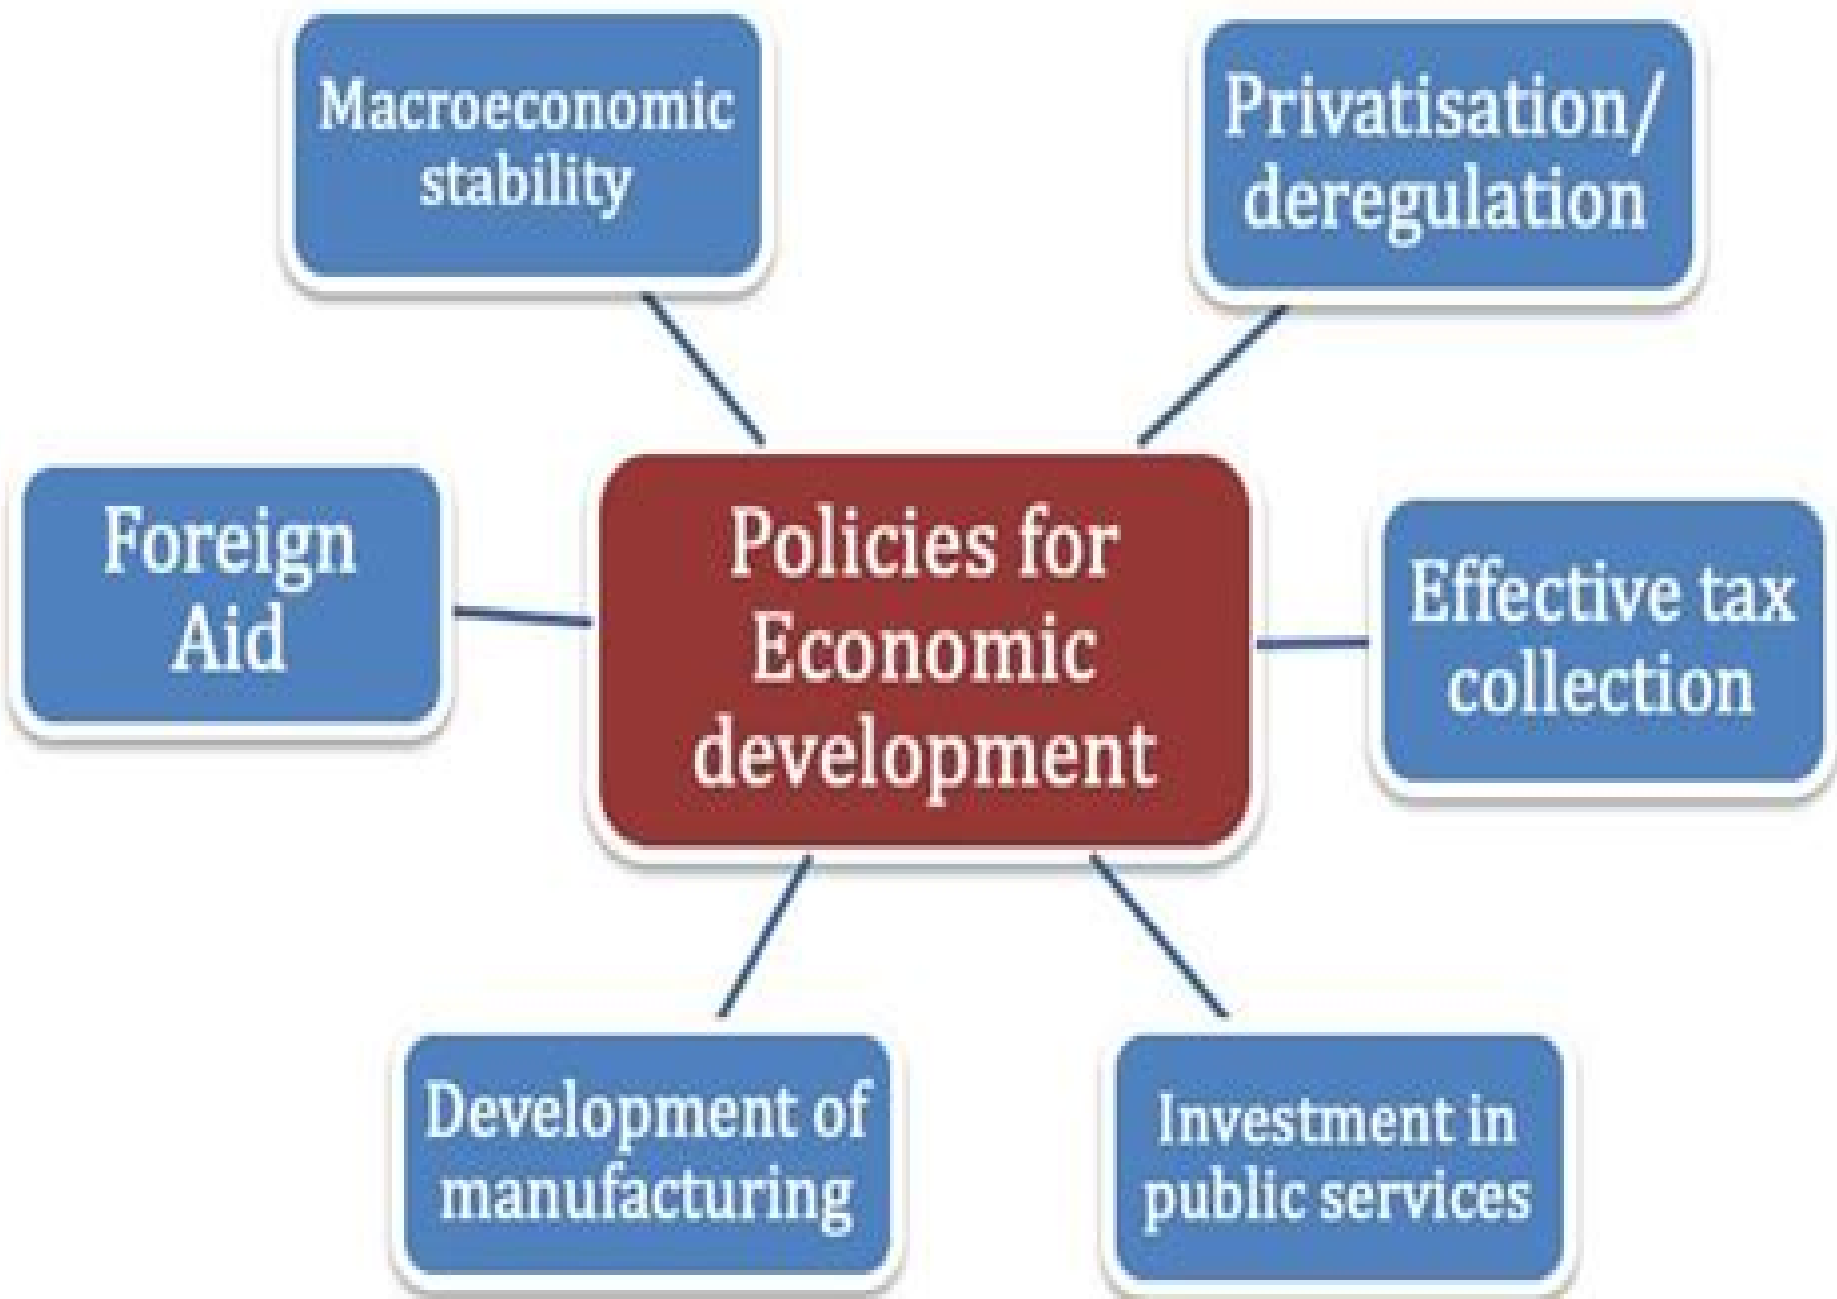 Macroeconomic
stability
Privatisation/
deregulation
Foreign
Aid
Policies for
Economic
development
Effective tax
collection
Development of
manufacturing
Investment in
public services